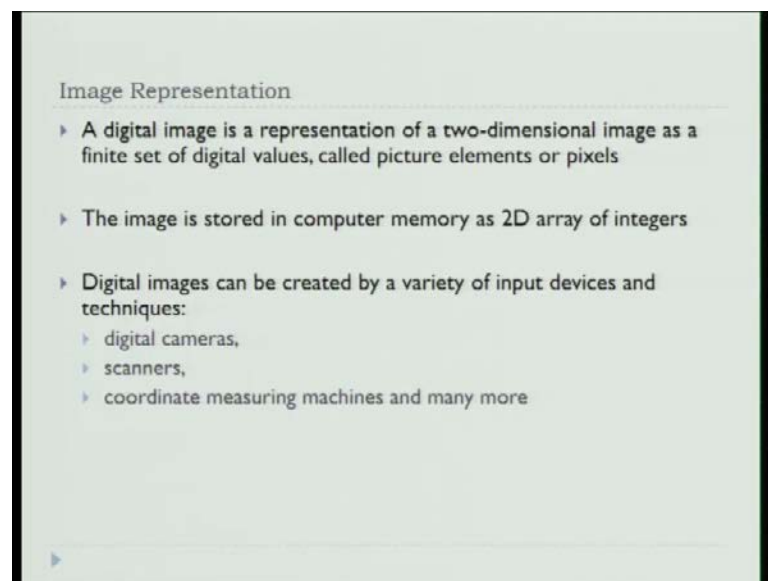 Image Representation
A digital image is a representation of a two-dimensional image as a
finite set of digital values, called picture elements or pixels
The image is stored in computer memory as 2D array of integers
Digital images can be created by a variety of input devices and
techniques:
digital cameras,
scanners,
coordinate measuring machines and many more